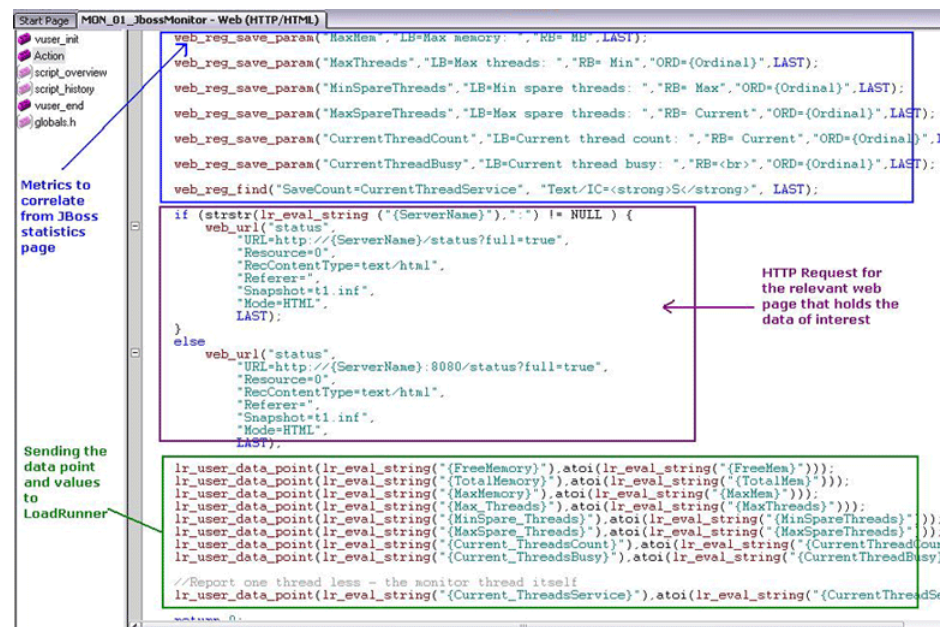 Start Page MON_01_JbossMonitor - Web (HTTP/HTML)
vuser_init
Action
script_overview
script_history
vuser_end
globals.h
web_reg_save_param("MaxMem","LB=Max memory: ","RB= MB",LAST);
web_reg_save_param("MaxThreads","LB=Max threads: ","RB= Min","ORD={Ordinal}",LAST);
web_reg_save_param("MinSpareThreads","LB=Min spare threads: ","RB= Max","ORD={Ordinal}",LAST);
web_reg_save_param("MaxSpareThreads","LB=Max spare threads: ","RB= Current","ORD={Ordinal}",LAST);
web_reg_save_param("CurrentThreadCount","LB=Current thread count: ","RB= Current","ORD={Ordinal}",
web_reg_save_param("CurrentThreadBusy","LB=Current thread busy: ","RB=<br>","ORD={Ordinal}",LAST);
web_reg_find("SaveCount=CurrentThreadService", "Text/IC=<strong>S</strong>", LAST);
Metrics to
correlate
from JBoss
statistics
page
if (strstr(lr_eval_string ("{ServerName}"),":") != NULL ) {
web_url("status",
"URL=http://{ServerName}/status?full=true",
"Resource=0",
"RecContentType=text/html",
"Referer=",
"Snapshot=t1.inf",
"Mode=HTML",
LAST);
}
else
web_url("status",
"URL=http://{ServerName}:8080/status?full=true",
"Resource=0",
"RecContentType=text/html",
"Referer=",
"Snapshot=t1.inf",
"Mode=HTML",
LAST);
HTTP Request for
the relevant web
page that holds the
data of interest
Sending the
data point
and values
to
LoadRunner
lr_user_data_point(lr_eval_string("{FreeMemory}"),atoi(lr_eval_string("{FreeMem}")));
lr_user_data_point(lr_eval_string("{TotalMemory}"),atoi(lr_eval_string("{TotalMem}")));
lr_user_data_point(lr_eval_string("{MaxMemory}"),atoi(lr_eval_string("{MaxMem}")));
lr_user_data_point(lr_eval_string("{Max_Threads}"),atoi(lr_eval_string("{MaxThreads}")));
lr_user_data_point(lr_eval_string("{MinSpare_Threads}"),atoi(lr_eval_string("{MinSpareThreads}")));
lr_user_data_point(lr_eval_string("{MaxSpare_Threads}"),atoi(lr_eval_string("{MaxSpareThreads}")));
lr_user_data_point(lr_eval_string("{Current_ThreadsCount}"),atoi(lr_eval_string("{CurrentThreadCou
lr_user_data_point(lr_eval_string("{Current_ThreadsBusy}"),atoi(lr_eval_string("{CurrentThreadBusy}
//Report one thread less - the monitor thread itself
lr_user_data_point(lr_eval_string("{Current_ThreadsService}"),atoi(lr_eval_string("{CurrentThreadSe
return 0;